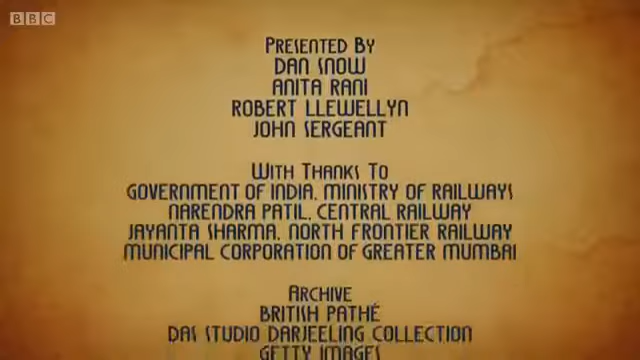 BBC
PRESENTED BY
DAN SNOW
ANITA RANI
ROBERT LLEWELLYN
JOHN SERGEANT
WITH THANKS TO
GOVERNMENT OF INDIA, MINISTRY OF RAILWAYS
NARENDRA PATIL, CENTRAL RAILWAY
JAYANTA SHARMA, NORTH FRONTIER RAILWAY
MUNICIPAL CORPORATION OF GREATER MUMBAI
ARCHIVE
BRITISH PATHÉ
DAS STUDIO DARJEELING COLLECTION
GETTY IMAGES